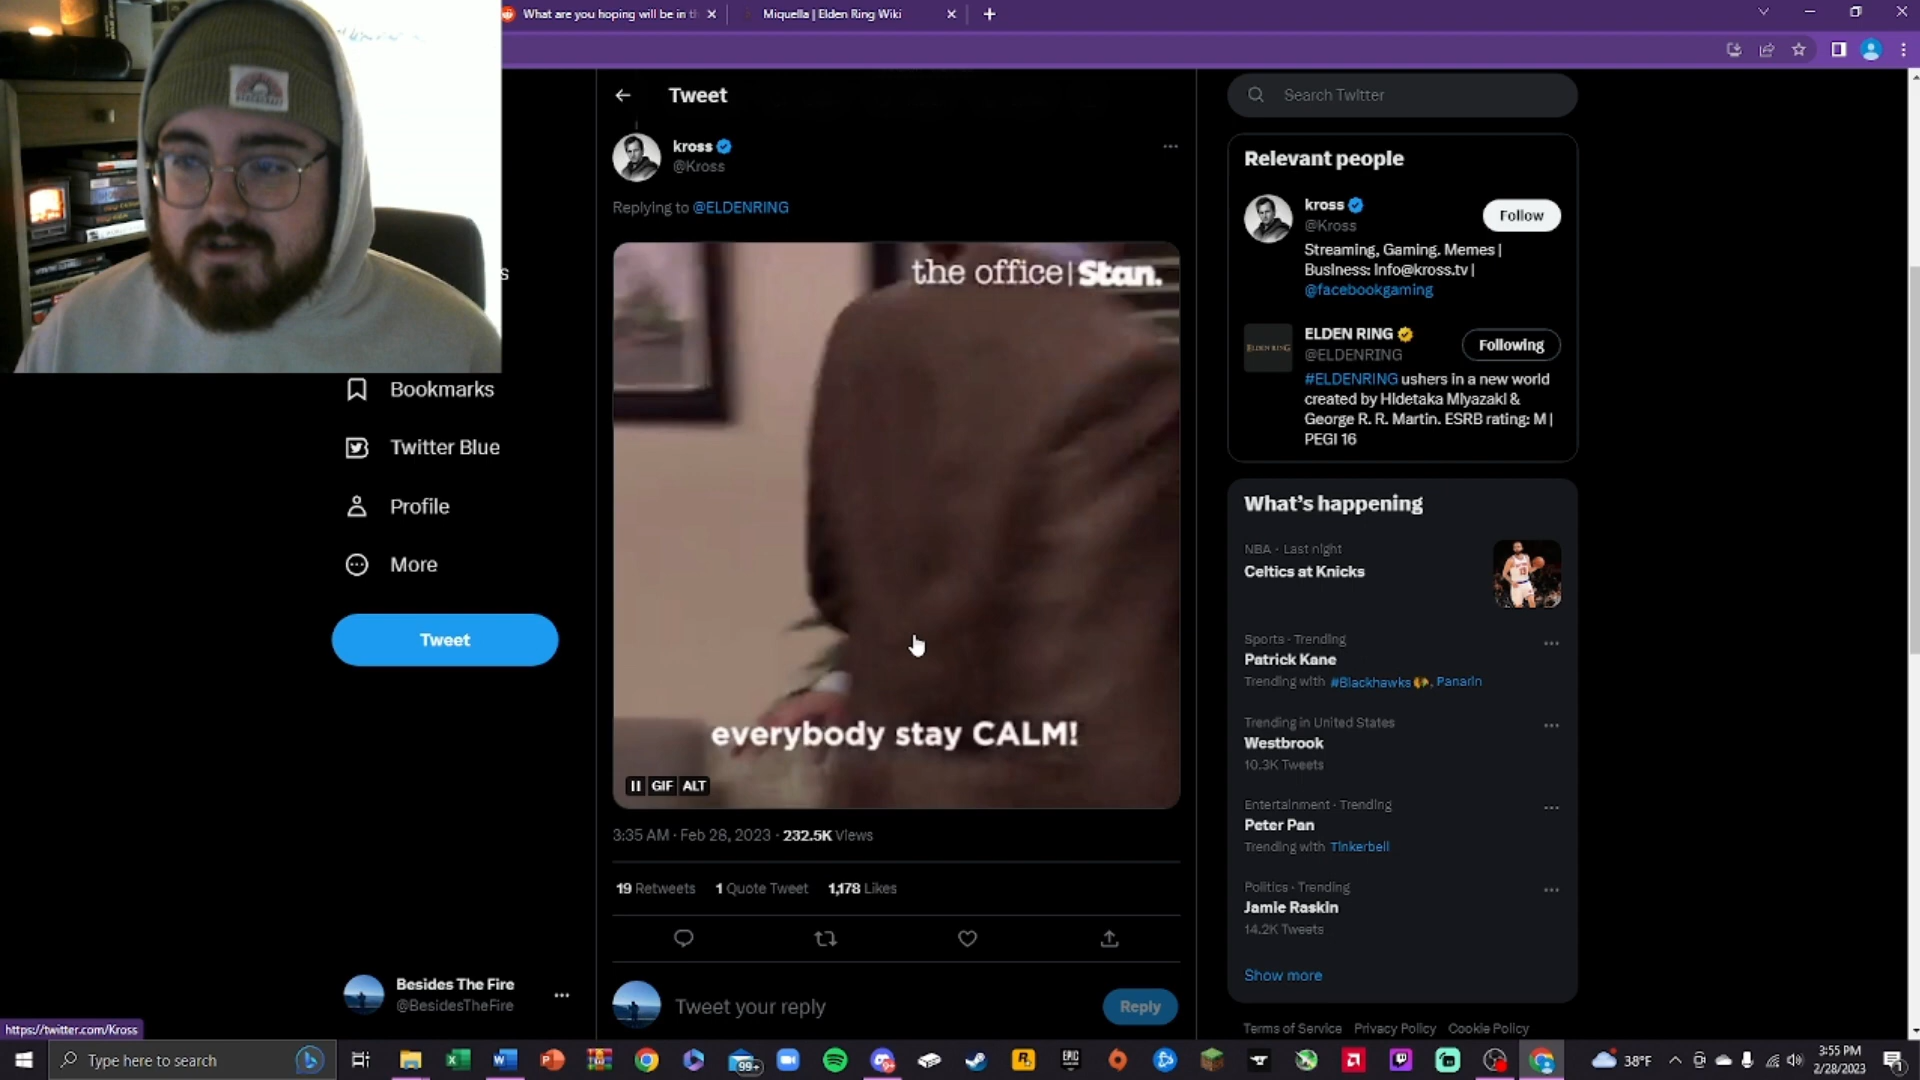 What are you hoping will be in t
Miquella | Elden Ring Wiki
Tweet
kross
@Kross
Replying to @ELDENRING
the office | Stan.
everybody stay CALM!
GIF ALT
3:35 AM · Feb 28, 2023 · 232.5K Views
19 Retweets 1 Quote Tweet 1,178 Likes
Tweet your reply
Reply
s
Bookmarks
Twitter Blue
Profile
More
Tweet
Besides The Fire
@BesidesTheFire
https://twitter.com/Kross
Search Twitter
Relevant people
kross
@Kross
Follow
Streaming, Gaming. Memes |
Business: Info@kross.tv |
@facebookgaming
ELDEN RING
@ELDENRING
Following
ELDEN RING
#ELDENRING ushers in a new world
created by Hidetaka Miyazaki &
George R. R. Martin. ESRB rating: M |
PEGI 16
What's happening
NBA · Last night
Celtics at Knicks
Sports · Trending
Patrick Kane
Trending with #Blackhawks, Panarin
Trending in United States
Westbrook
10.3K Tweets
Entertainment · Trending
Peter Pan
Trending with Tinkerbell
Politics · Trending
Jamie Raskin
14.2K Tweets
Show more
Terms of Service Privacy Policy Cookie Policy
Type here to search
99+
38°F
3:55 PM
2/28/2023